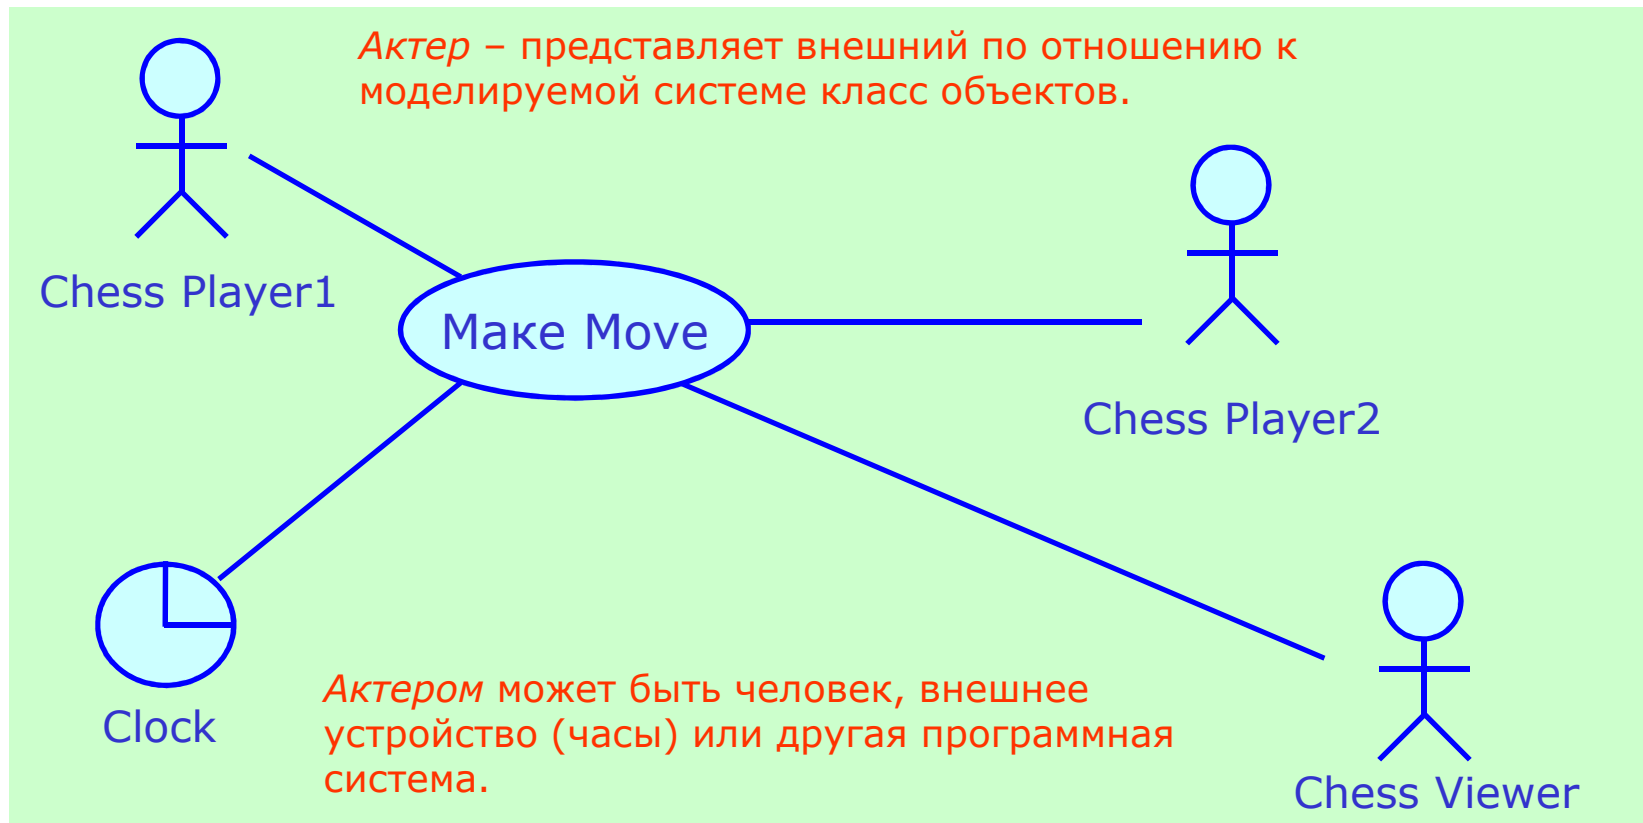 Актер – представляет внешний по отношению к
моделируемой системе класс объектов.
Chess Player1
Make Move
Chess Player2
Clock
Актером может быть человек, внешнее
устройство (часы) или другая программная
система.
Chess Viewer